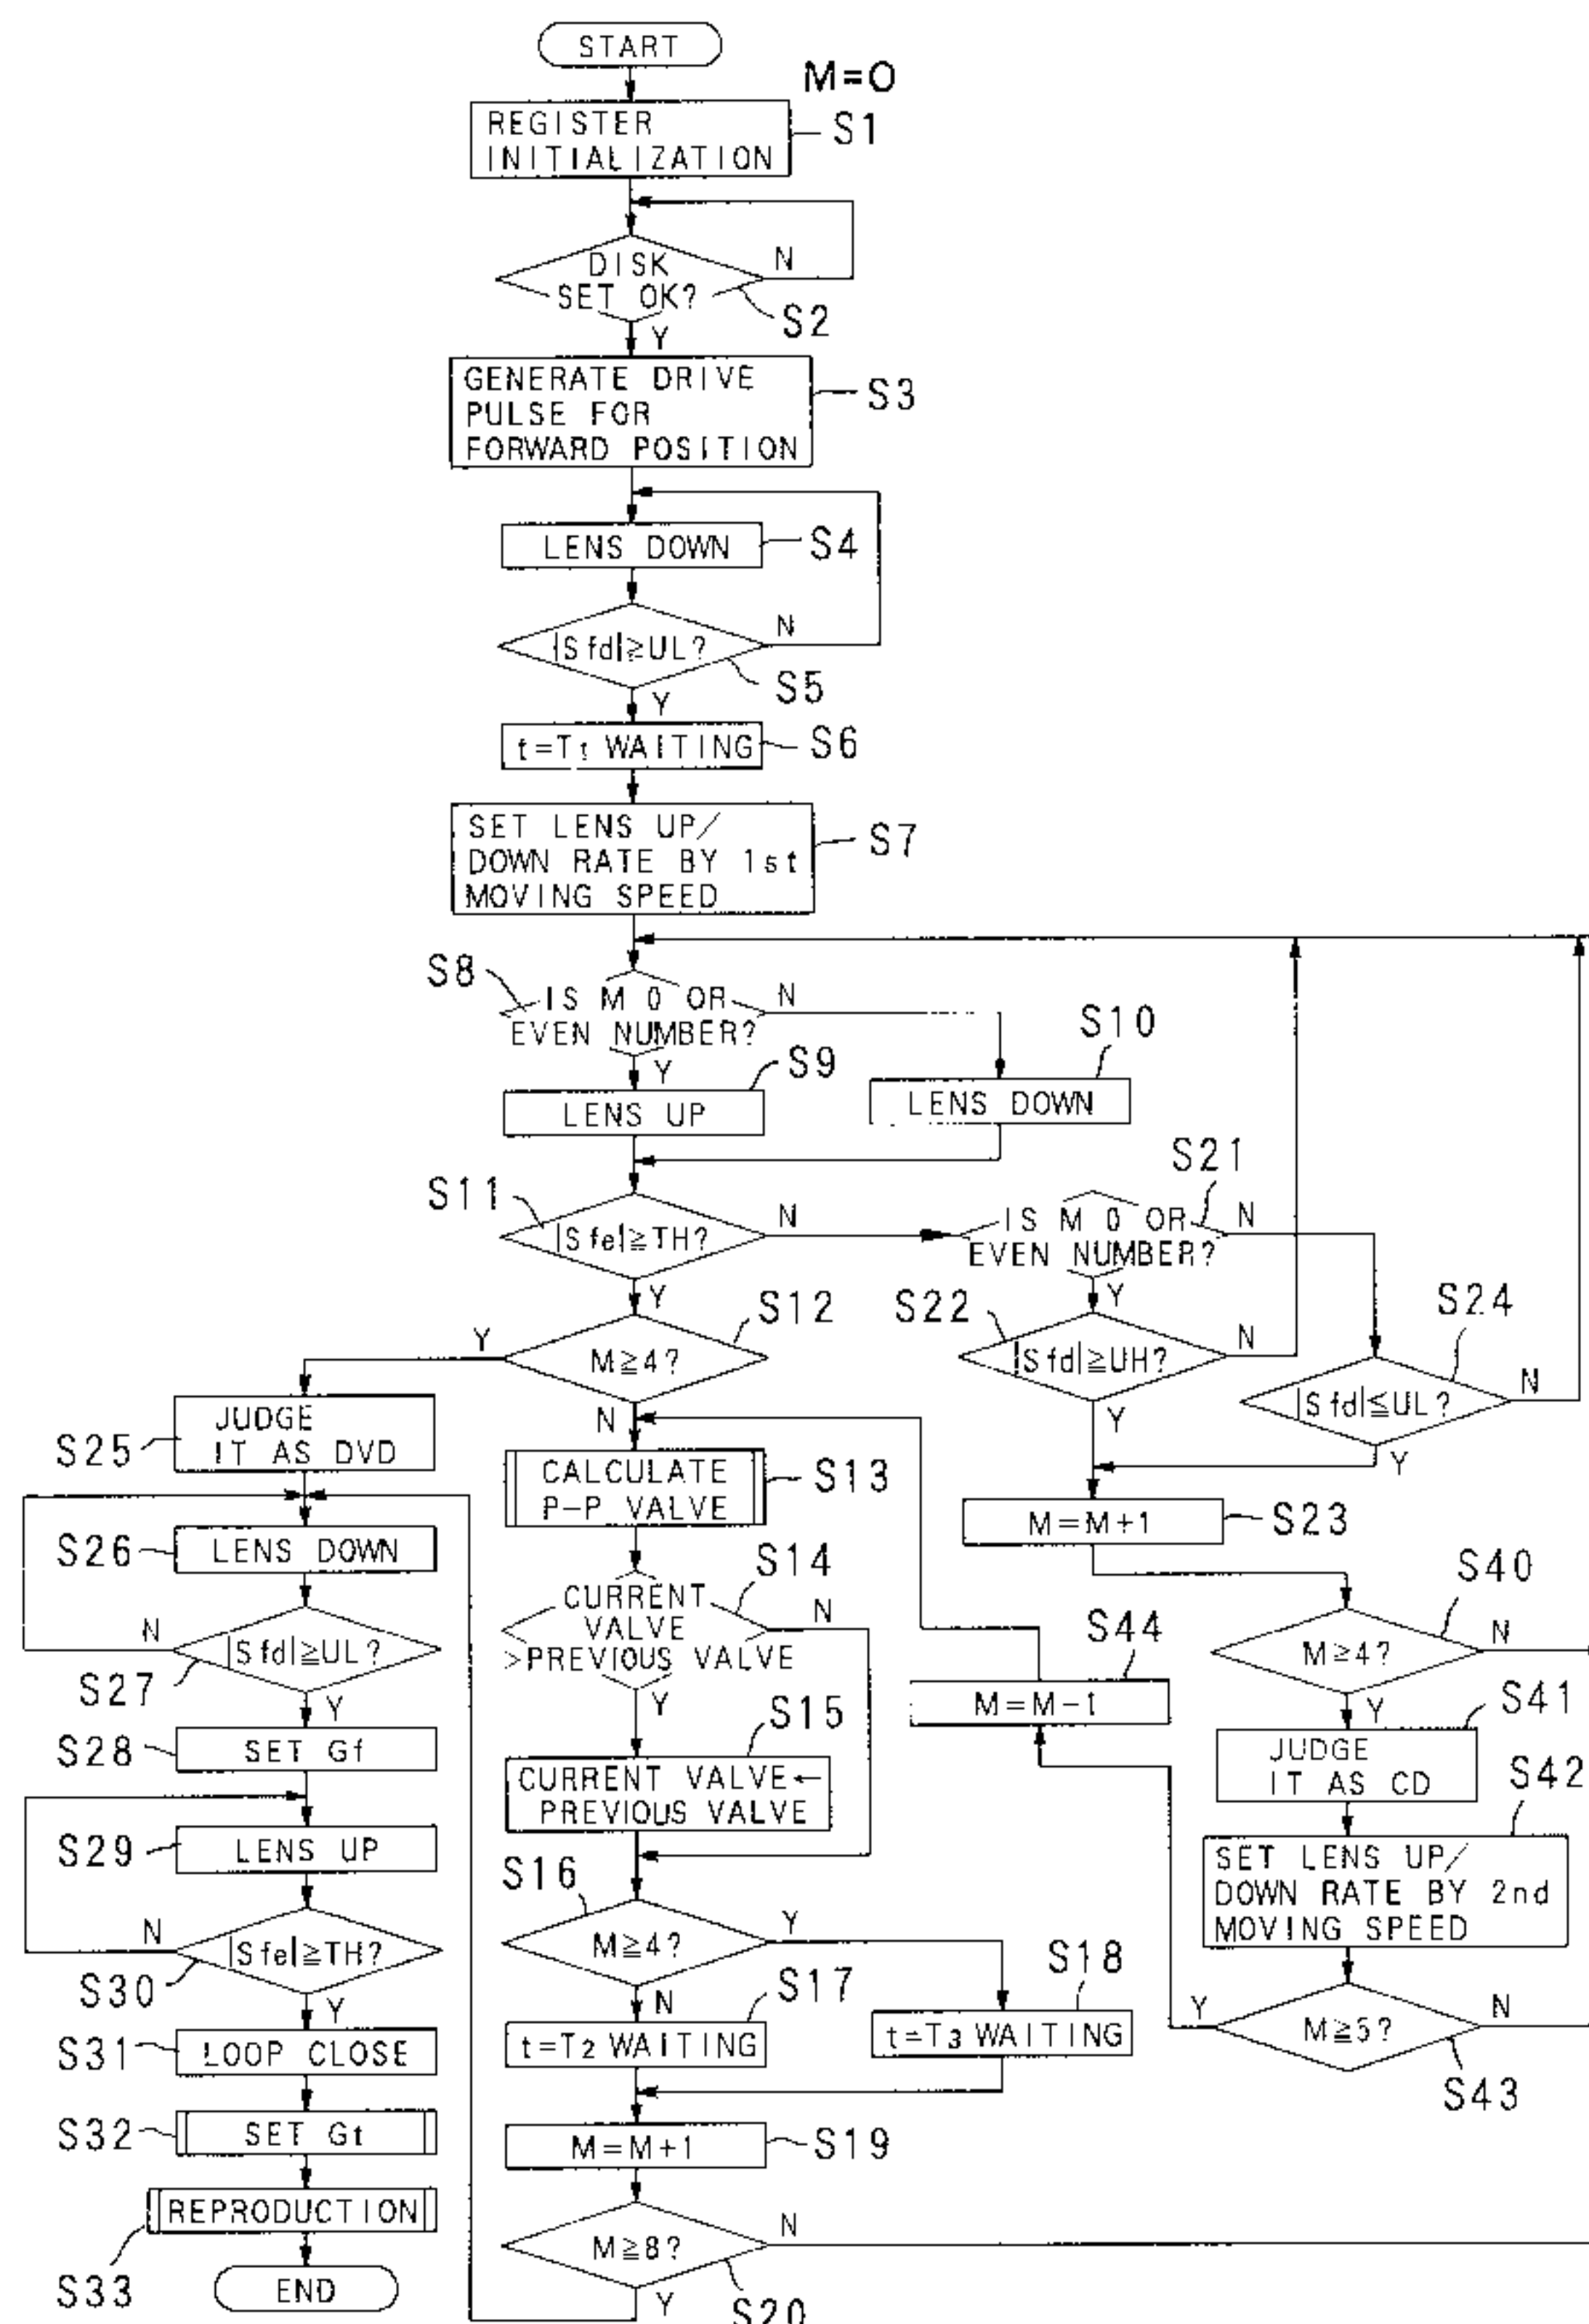 START
M=0
REGISTER
INITIALIZATION
S1
DISK
SET OK?
N
S2
Y
GENERATE DRIVE
PULSE FOR
FORWARD POSITION
S3
LENS DOWN
S4
|Sfd|≧UL?
N
S5
Y
t=T1 WAITING
S6
SET LENS UP/
DOWN RATE BY 1st
MOVING SPEED
S7
S8
IS M 0 OR
EVEN NUMBER?
N
Y
S9
LENS UP
S10
LENS DOWN
S11
|Sfe|≧TH?
N
Y
S21
IS M 0 OR
EVEN NUMBER?
N
Y
S12
M≧4?
Y
N
S22
|Sfd|≧UH?
N
Y
S24
|Sfd|≦UL?
N
Y
S25
JUDGE
IT AS DVD
S13
CALCULATE
P-P VALVE
S23
M=M+1
S26
LENS DOWN
S14
CURRENT
VALVE
>PREVIOUS VALVE
N
Y
S40
M≥4?
N
Y
S27
|Sfd|≧UL?
N
Y
S44
M=M-1
S41
JUDGE
IT AS CD
S28
SET Gf
S15
CURRENT VALVE←
PREVIOUS VALVE
S42
SET LENS UP/
DOWN RATE BY 2nd
MOVING SPEED
S29
LENS UP
S16
M≧4?
Y
N
S30
|Sfe|≧TH?
N
Y
S17
t=T2 WAITING
S18
t=T3 WAITING
S43
M≧5?
Y
N
S31
LOOP CLOSE
S32
SET Gt
S19
M=M+1
S33
REPRODUCTION
S20
M≧8?
N
Y
END